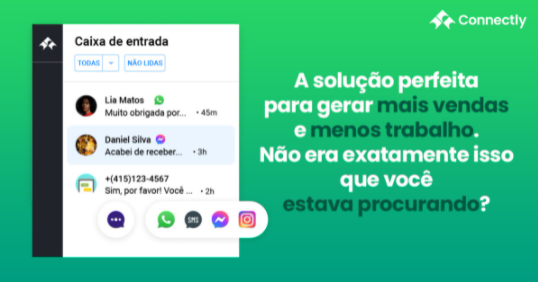 Connectly
Caixa de entrada
TODAS
NÃO LIDAS
Lia Matos
Muito obrigada por... • 45m
Daniel Silva
Acabei de receber... • 3h
+(415)123-4567
Sim, por favor! Você ... • 2h
SMS
A solução perfeita
para gerar mais vendas
e menos trabalho.
Não era exatamente isso
que você
estava procurando?